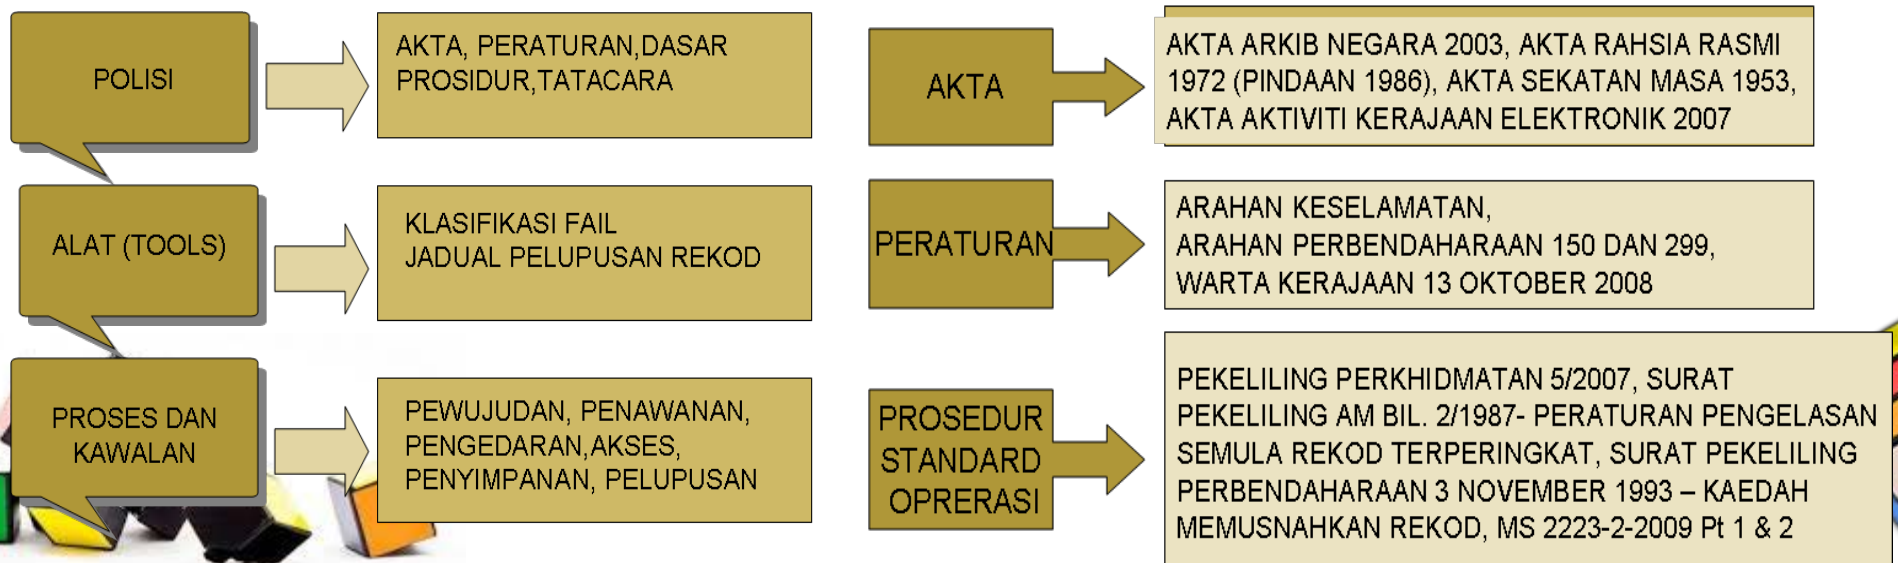 POLISI
AKTA, PERATURAN,DASAR
PROSIDUR,TATACARA
ALAT (TOOLS)
KLASIFIKASI FAIL
JADUAL PELUPUSAN REKOD
PROSES DAN
KAWALAN
PEWUJUDAN, PENAWANAN,
PENGEDARAN,AKSES,
PENYIMPANAN, PELUPUSAN
AKTA
AKTA ARKIB NEGARA 2003, AKTA RAHSIA RASMI
1972 (PINDAAN 1986), AKTA SEKATAN MASA 1953,
AKTA AKTIVITI KERAJAAN ELEKTRONIK 2007
PERATURAN
ARAHAN KESELAMATAN,
ARAHAN PERBENDAHARAAN 150 DAN 299,
WARTA KERAJAAN 13 OKTOBER 2008
PROSEDUR
STANDARD
OPRERASI
PEKELILING PERKHIDMATAN 5/2007, SURAT
PEKELILING AM BIL. 2/1987- PERATURAN PENGELASAN
SEMULA REKOD TERPERINGKAT, SURAT PEKELILING
PERBENDAHARAAN 3 NOVEMBER 1993 – KAEDAH
MEMUSNAHKAN REKOD, MS 2223-2-2009 Pt 1 & 2